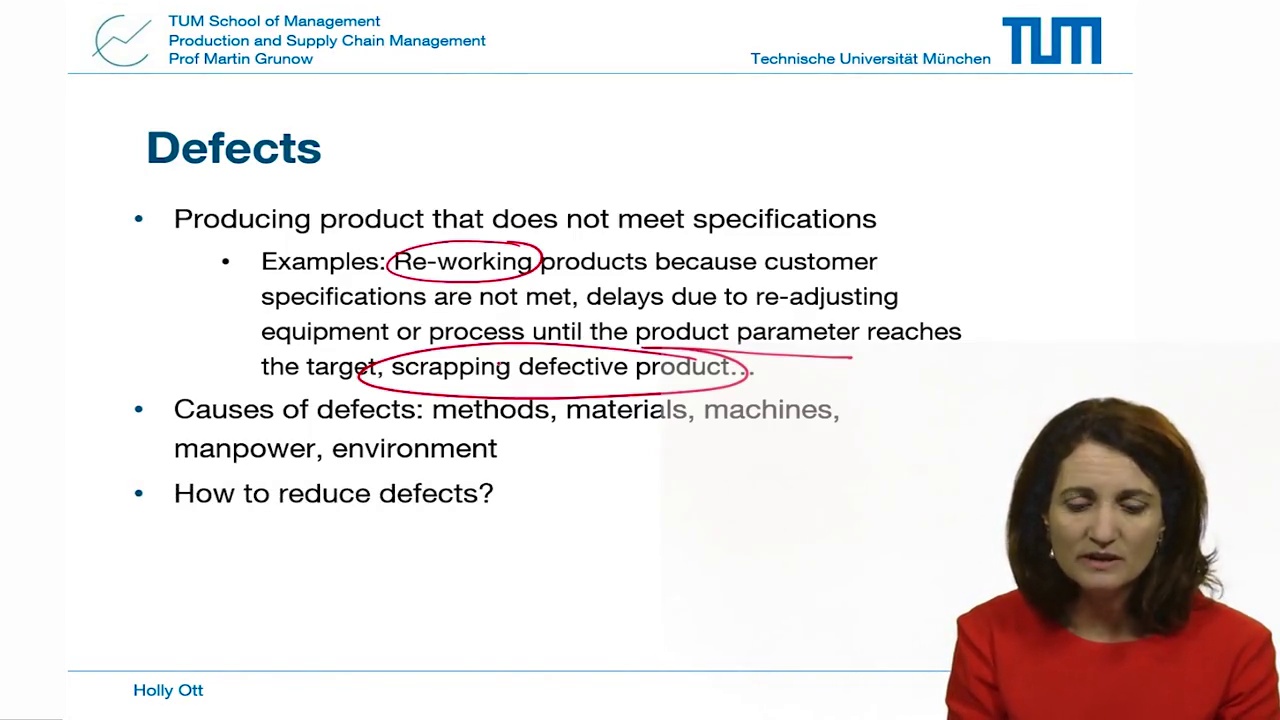 TUM School of Management
Production and Supply Chain Management
Prof Martin Grunow
Technische Universität München
TUM
Defects
• Producing product that does not meet specifications
• Examples: Re-working products because customer
specifications are not met, delays due to re-adjusting
equipment or process until the product parameter reaches
the target, scrapping defective product...
• Causes of defects: methods, materials, machines,
manpower, environment
• How to reduce defects?
Holly Ott